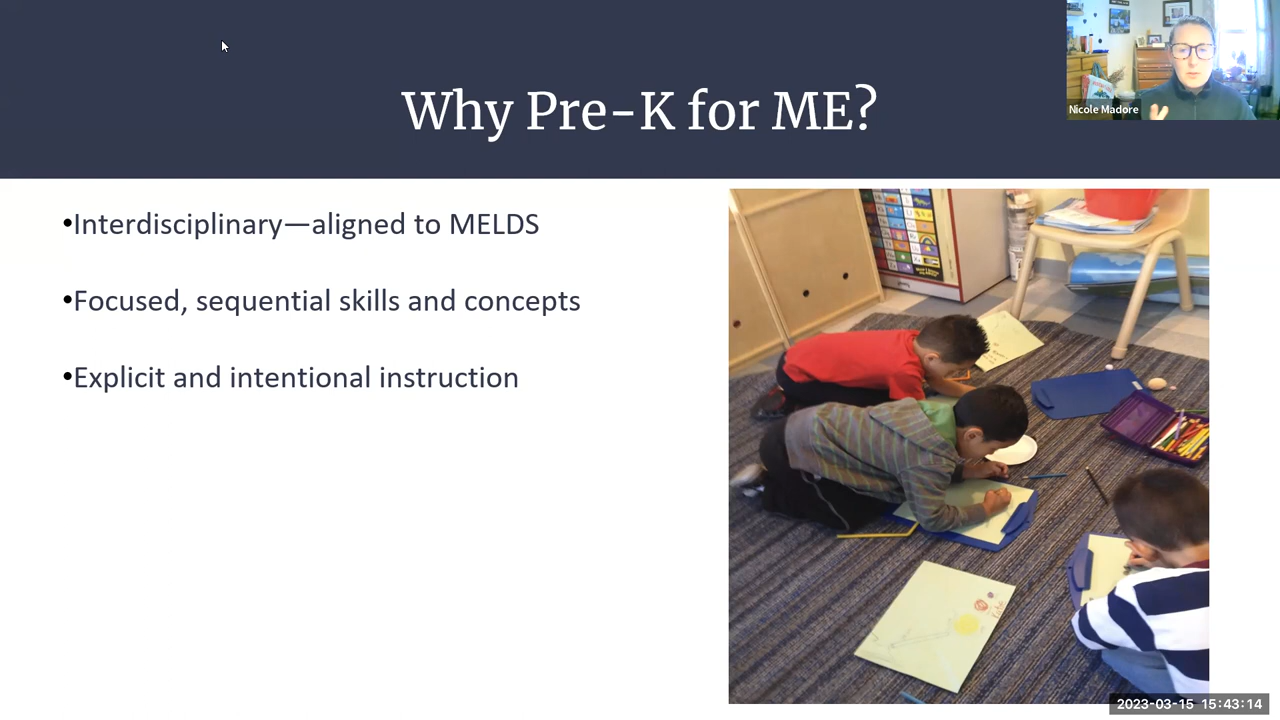 Why Pre-K for ME?
Nicole Madore
•Interdisciplinary—aligned to MELDS
•Focused, sequential skills and concepts
•Explicit and intentional instruction
2023-03-15 15:43:14